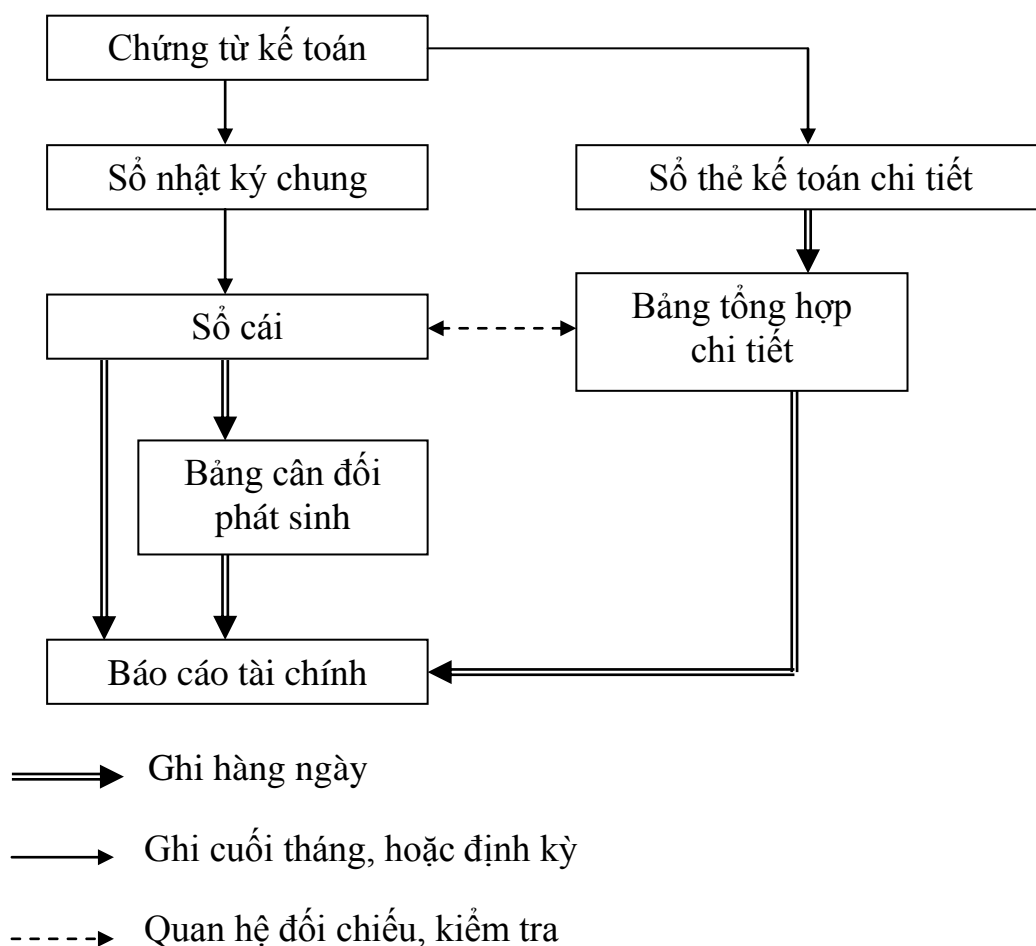 Chứng từ kế toán
Sổ nhật ký chung
Sổ thẻ kế toán chi tiết
Sổ cái
Bảng tổng hợp
chi tiết
Bảng cân đối
phát sinh
Báo cáo tài chính
Ghi hàng ngày
Ghi cuối tháng, hoặc định kỳ
Quan hệ đối chiếu, kiểm tra